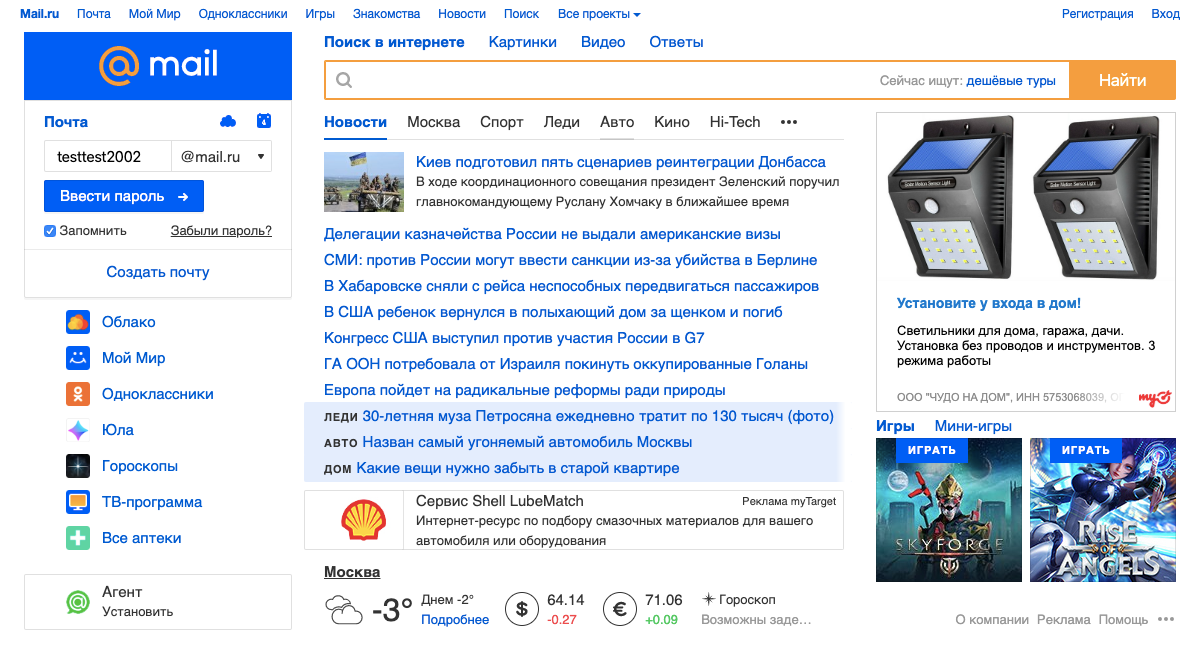 Mail.ru Почта Мой Мир Одноклассники Игры Знакомства Новости Поиск Все проекты Регистрация Вход
@mail
Почта
testtest2002 @mail.ru
Ввести пароль
Запомнить Забыли пароль?
Создать почту
Облако
Мой Мир
Одноклассники
Юла
Гороскопы
ТВ-программа
Все аптеки
Агент
Установить
Поиск в интернете Картинки Видео Ответы
Сейчас ищут: дешёвые туры Найти
Новости Москва Спорт Леди Авто Кино Hi-Tech •••
Киев подготовил пять сценариев реинтеграции Донбасса
В ходе координационного совещания президент Зеленский поручил
главнокомандующему Руслану Хомчаку в ближайшее время
Делегации казначейства России не выдали американские визы
СМИ: против России могут ввести санкции из-за убийства в Берлине
В Хабаровске сняли с рейса неспособных передвигаться пассажиров
В США ребенок вернулся в полыхающий дом за щенком и погиб
Конгресс США выступил против участия России в G7
ГА ООН потребовала от Израиля покинуть оккупированные Голаны
Европа пойдет на радикальные реформы ради природы
ЛЕДИ 30-летняя муза Петросяна ежедневно тратит по 130 тысяч (фото)
АВТО Назван самый угоняемый автомобиль Москвы
ДОМ Какие вещи нужно забыть в старой квартире
Сервис Shell LubeMatch Реклама myTarget
Интернет-ресурс по подбору смазочных материалов для вашего
автомобиля или оборудования
Москва
-3° Днем -2° Подробнее
$ 64.14 -0.27
€ 71.06 +0.09
Гороскоп
Возможны заде...
Solar Motion Sensor Light Solar Motion Sensor Light
Установите у входа в дом!
Светильники для дома, гаража, дачи.
Установка без проводов и инструментов. 3
режима работы
ООО "ЧУДО НА ДОМ", ИНН 5753068039, О
Игры Мини-игры
ИГРАТЬ
SKYFORGE
ИГРАТЬ
RISE
OF
ANGELS
О компании Реклама Помощь •••